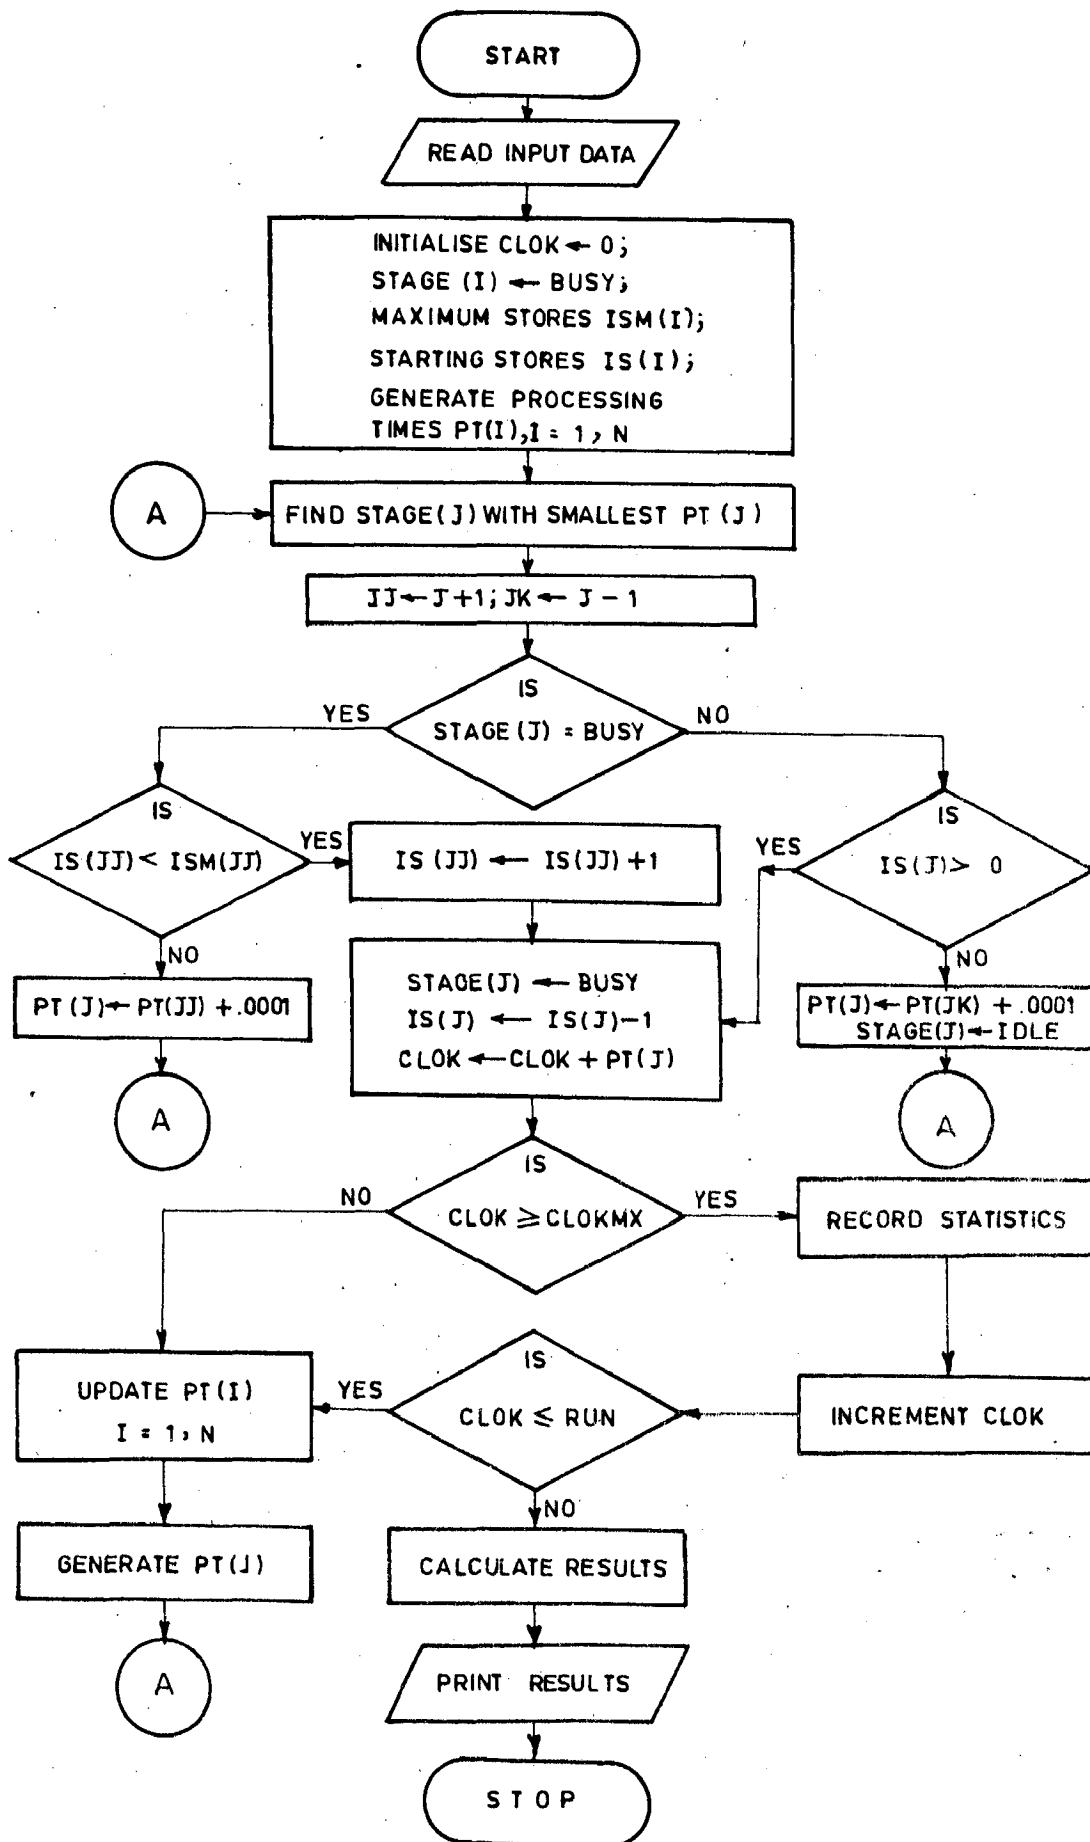 START
READ INPUT DATA
INITIALISE CLOK ← 0;
STAGE (I) ← BUSY;
MAXIMUM STORES ISM(I);
STARTING STORES IS(I);
GENERATE PROCESSING
TIMES PT(I), I = 1, N
A
FIND STAGE(J) WITH SMALLEST PT (J)
JJ ← J+1; JK ← J - 1
IS
STAGE (J) = BUSY
YES
NO
IS
IS (JJ) < ISM(JJ)
YES
NO
IS (JJ) ← IS(JJ) +1
IS
IS(J) > 0
YES
NO
PT (J) ← PT(JJ) + .0001
A
STAGE(J) ← BUSY
IS(J) ← IS(J)-1
CLOK ← CLOK + PT(J)
PT(J) ← PT(JK) + .0001
STAGE(J) ← IDLE
A
IS
CLOK ≥ CLOKMX
NO
YES
RECORD STATISTICS
INCREMENT CLOK
IS
CLOK ≤ RUN
YES
NO
UPDATE PT(I)
I = 1, N
GENERATE PT(J)
A
CALCULATE RESULTS
PRINT RESULTS
STOP